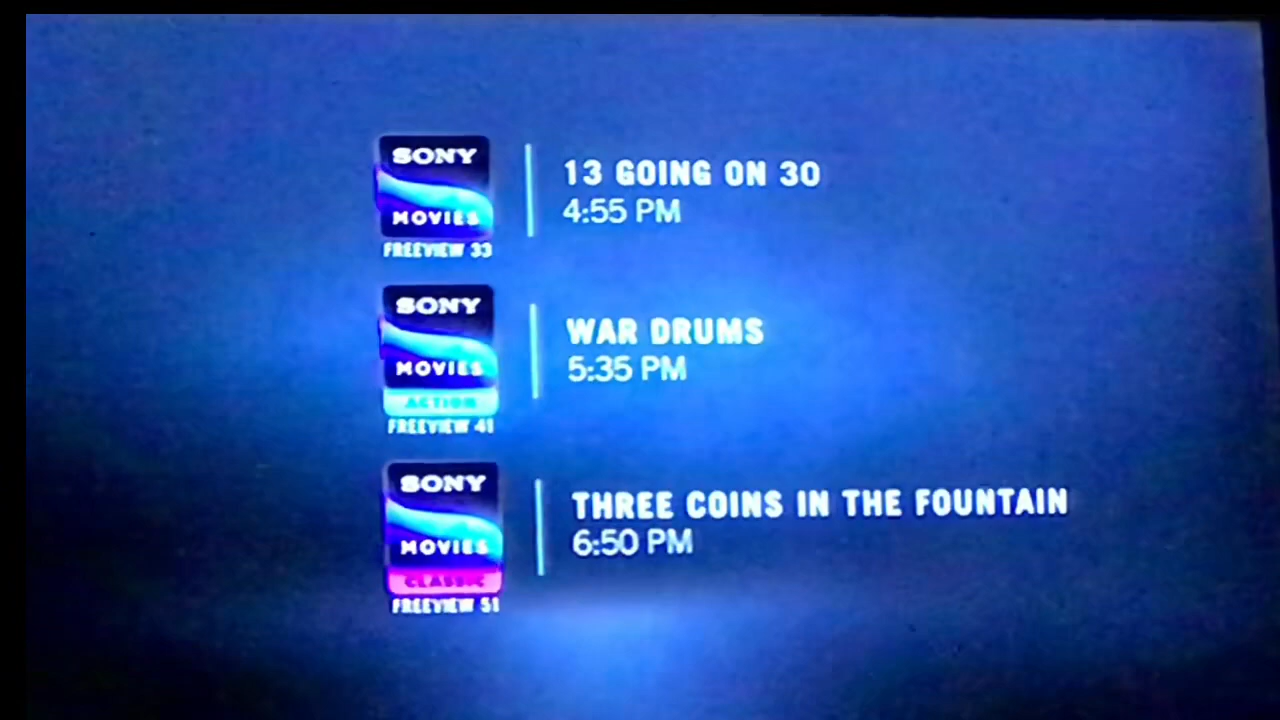 SONY
MOVIES
FREEVIEW 33
13 GOING ON 30
4:55 PM
SONY
MOVIES
ACTION
FREEVIEW 41
WAR DRUMS
5:35 PM
SONY
MOVIES
CLASSIC
FREEVIEW 51
THREE COINS IN THE FOUNTAIN
6:50 PM